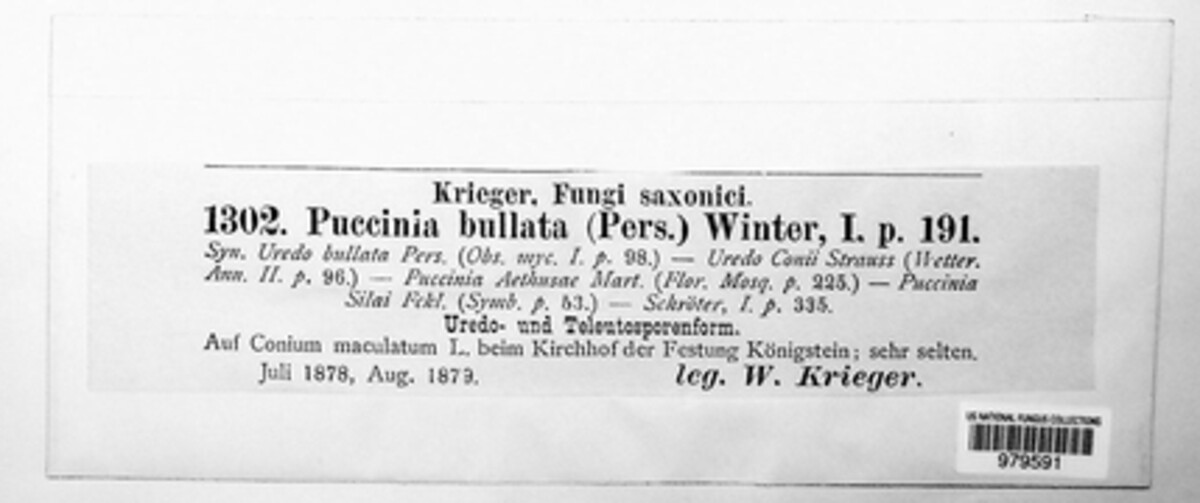 Krieger. Fungi saxonici.
1302. Puccinia bullata (Pers.) Winter, I. p. 191.
Syn. Uredo bullata Pers. (Obs. myc. I. p. 98.) — Uredo Conii Strauss (Wetter.
Ann. II. p. 96.) — Puccinia Aethusae Mart. (Flor. Mosq. p. 225.) — Puccinia
Silai Fckl. (Symb. p. 53.) — Schröter, I. p. 335.
Uredo- und Teleutosporenform.
Auf Conium maculatum L. beim Kirchhof der Festung Königstein; sehr selten.
Juli 1878, Aug. 1879.
leg. W. Krieger.
US NATIONAL FUNGUS COLLECTIONS
979591